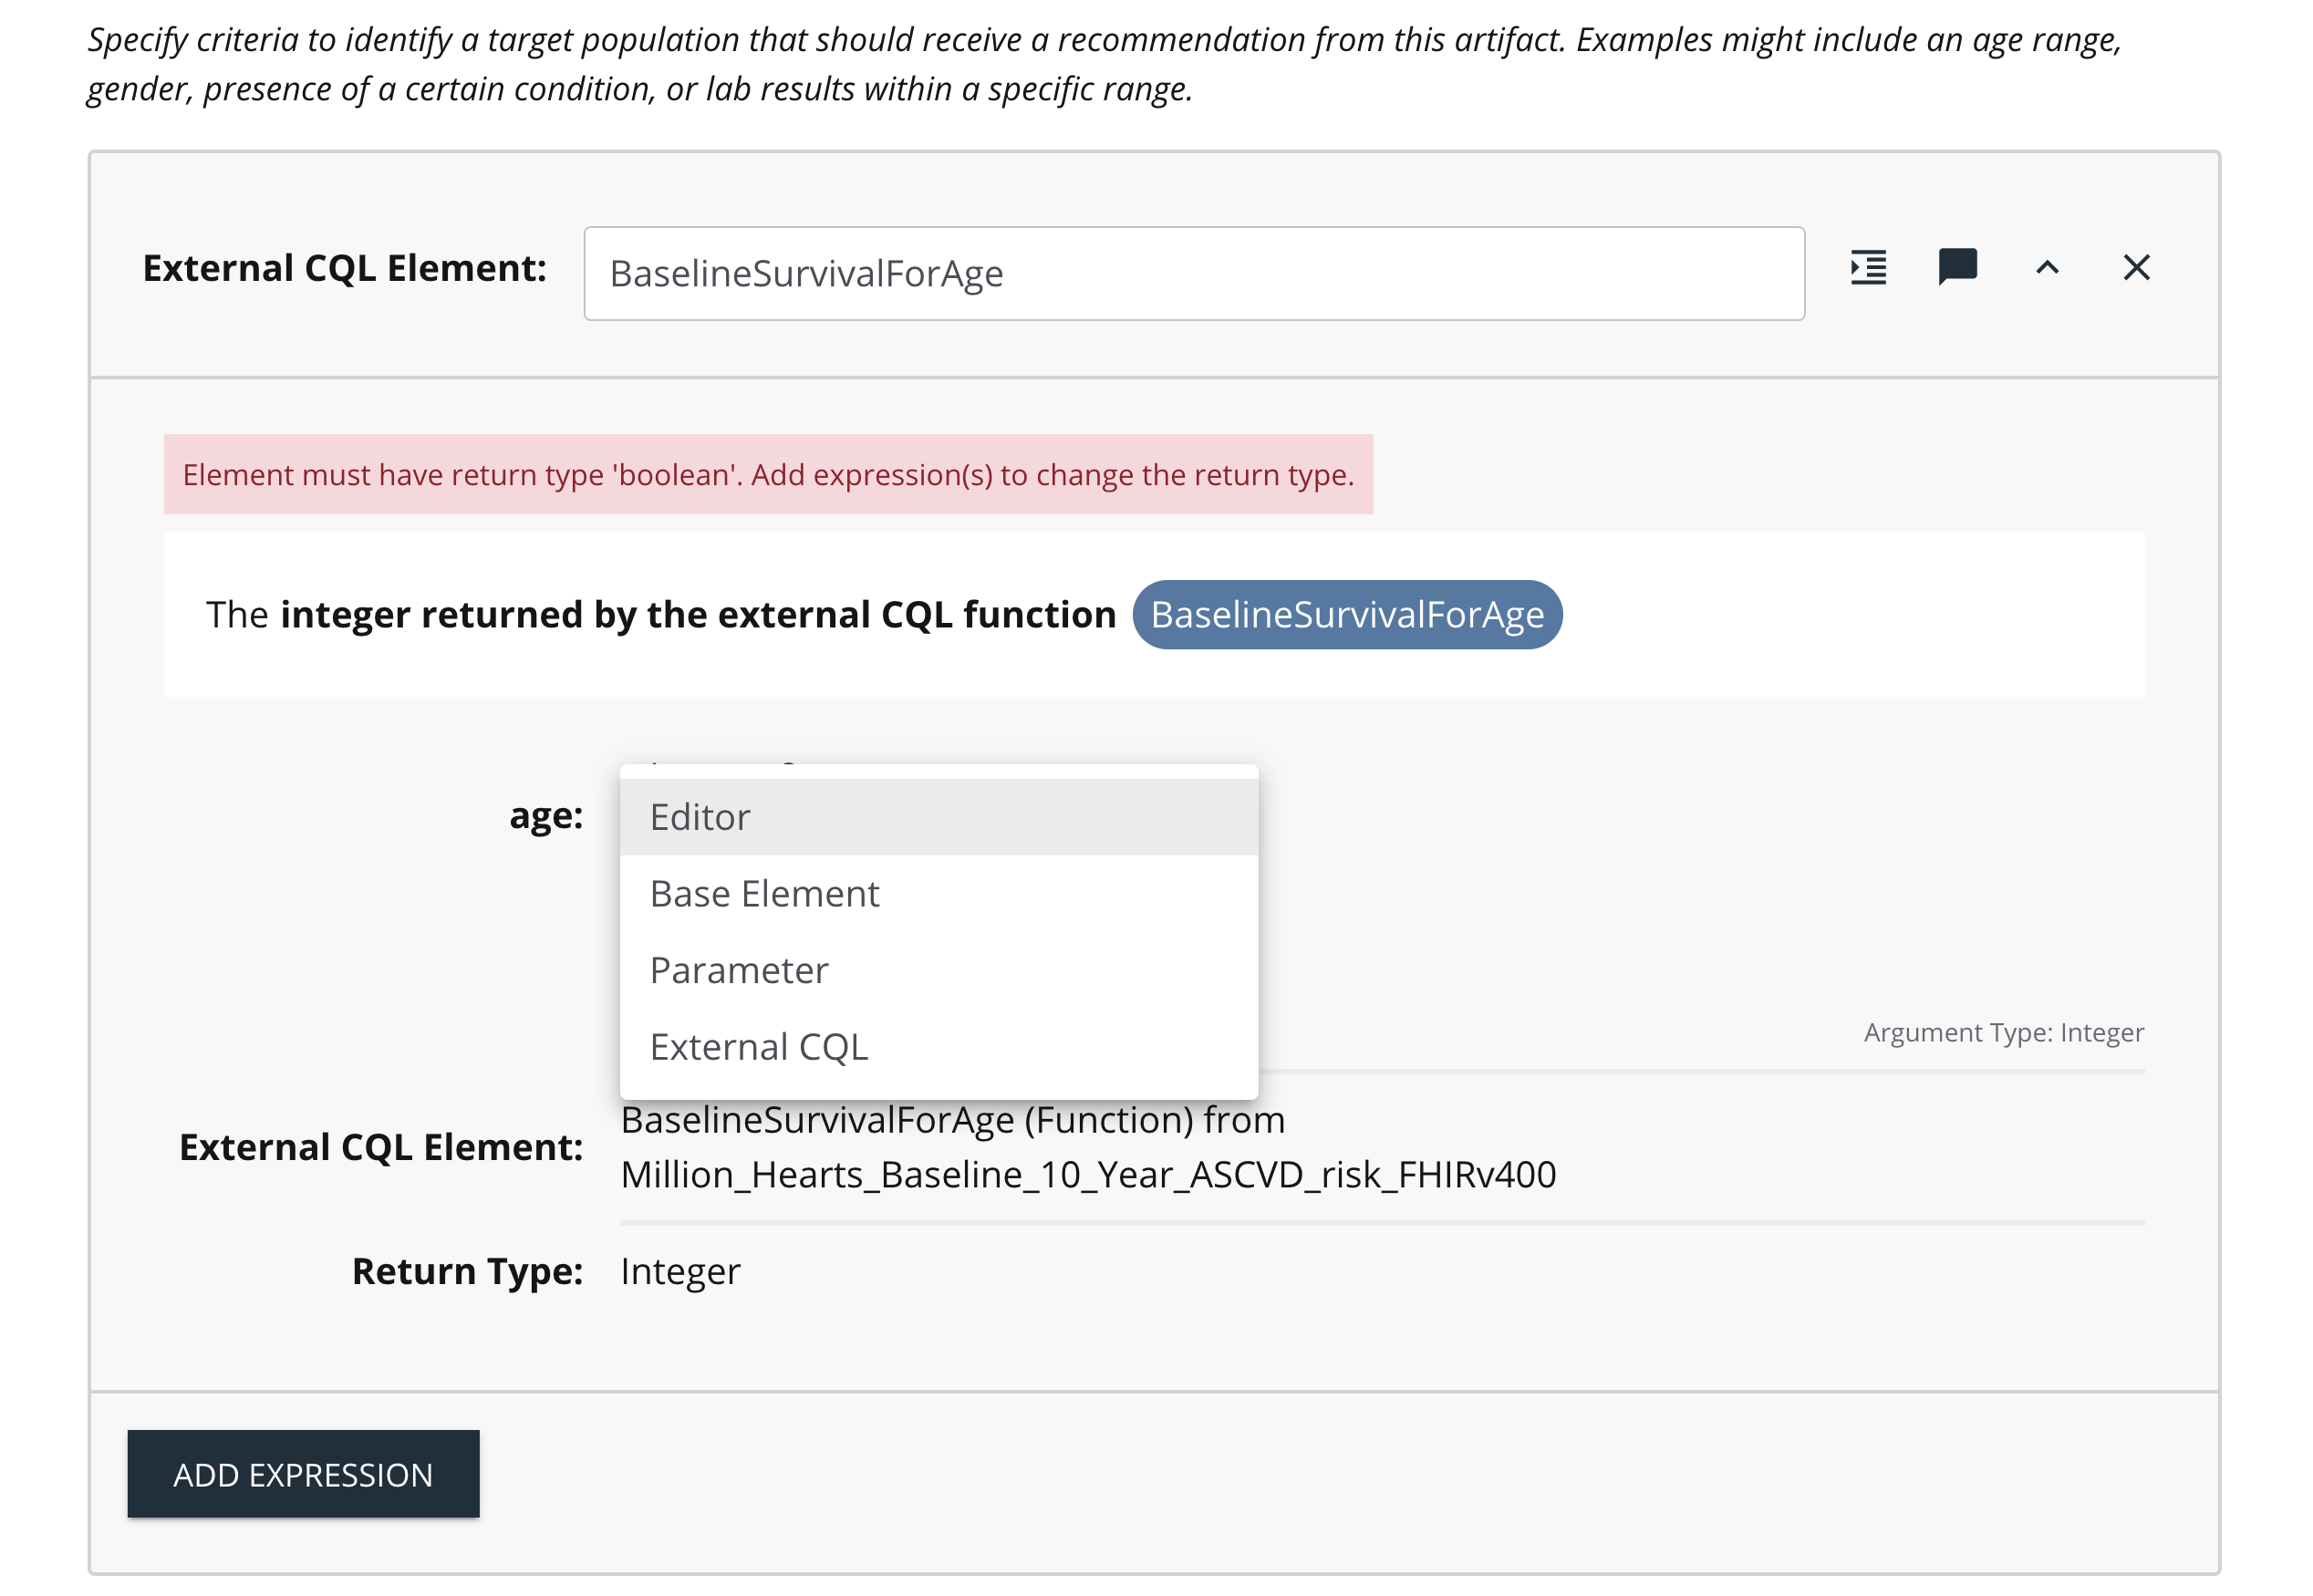 Specify criteria to identify a target population that should receive a recommendation from this artifact. Examples might include an age range,
gender, presence of a certain condition, or lab results within a specific range.
External CQL Element:
BaselineSurvivalForAge
Element must have return type 'boolean'. Add expression(s) to change the return type.
The integer returned by the external CQL function BaselineSurvivalForAge
age:
Editor
Base Element
Parameter
External CQL
Argument Type: Integer
External CQL Element:
BaselineSurvivalForAge (Function) from
Million_Hearts_Baseline_10_Year_ASCVD_risk_FHIRv400
Return Type:
Integer
ADD EXPRESSION